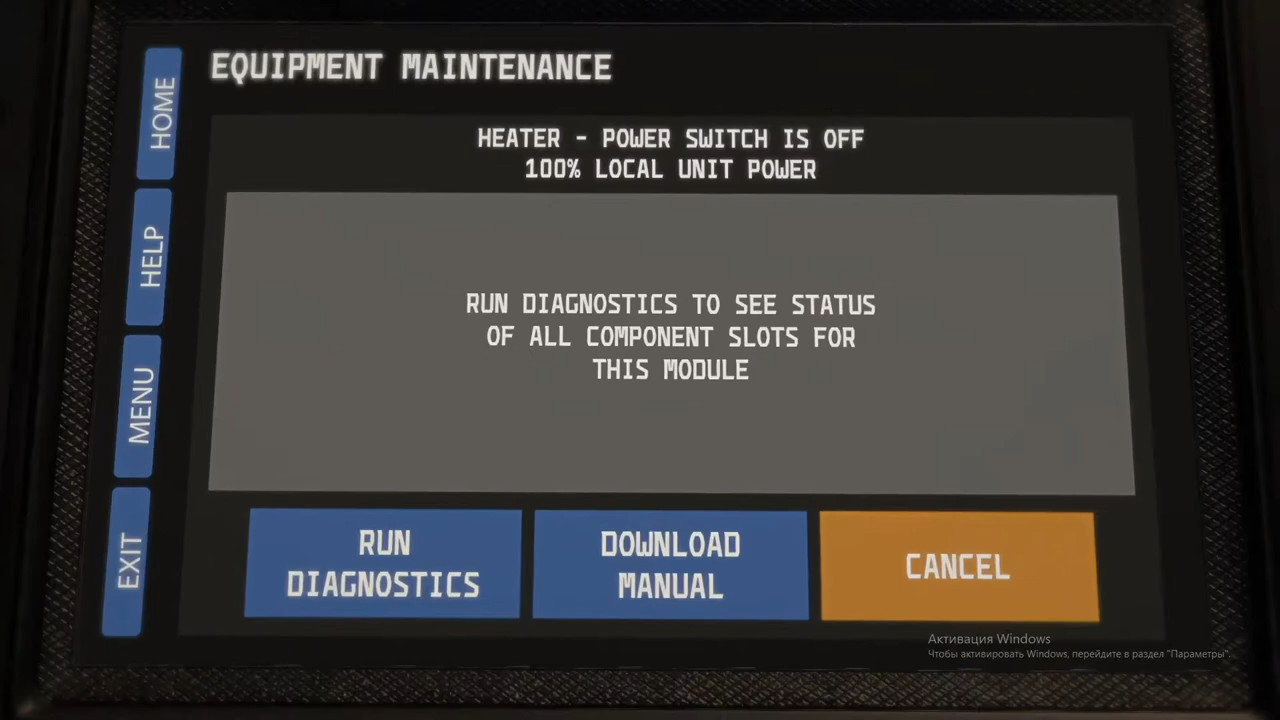 EQUIPMENT MAINTENANCE
HEATER - POWER SWITCH IS OFF
100% LOCAL UNIT POWER
HOME
HELP
MENU
EXIT
RUN DIAGNOSTICS TO SEE STATUS
OF ALL COMPONENT SLOTS FOR
THIS MODULE
RUN
DIAGNOSTICS
DOWNLOAD
MANUAL
CANCEL
Активация Windows
Чтобы активировать Windows, перейдите в раздел "Параметры".